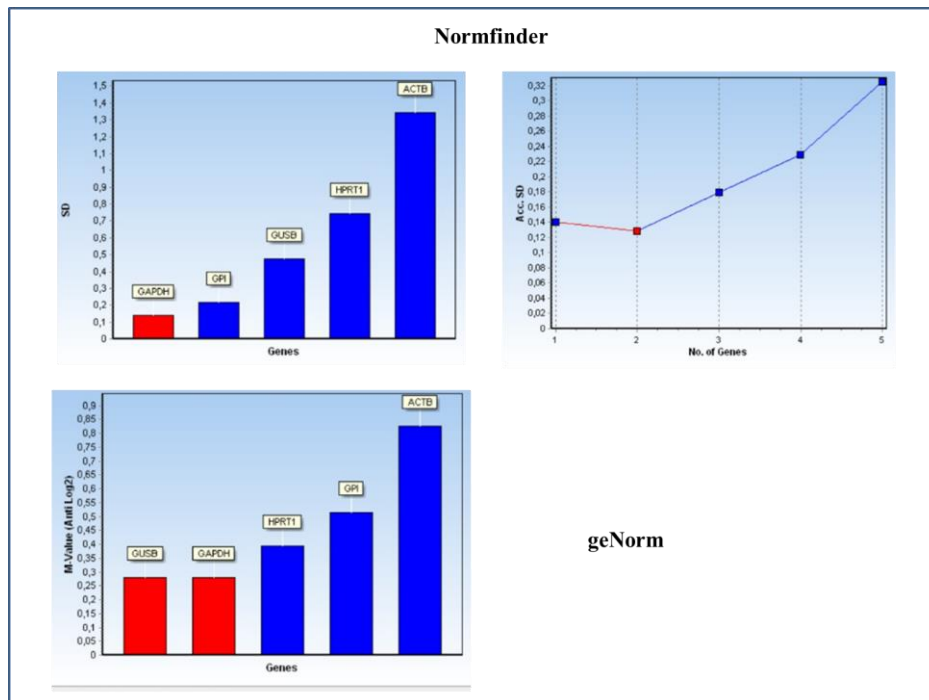 Normfinder
1,5
1,4
1,3
1,2
1,1
1
0,9
0,8
0,7
0,6
0,5
0,4
0,3
0,2
0,1
0
SD
GAPDH
GPI
GUSB
HPRT1
ACTB
Genes
0,32
0,3
0,28
0,26
0,24
0,22
0,2
0,18
0,16
0,14
0,12
0,1
0,08
0,06
0,04
0,02
0
Acc. SD
1 2 3 4 5
No. of Genes
0,9
0,85
0,8
0,75
0,7
0,65
0,6
0,55
0,5
0,45
0,4
0,35
0,3
0,25
0,2
0,15
0,1
0,05
0
M-Value (Anti Log2)
GUSB
GAPDH
HPRT1
GPI
ACTB
Genes
geNorm